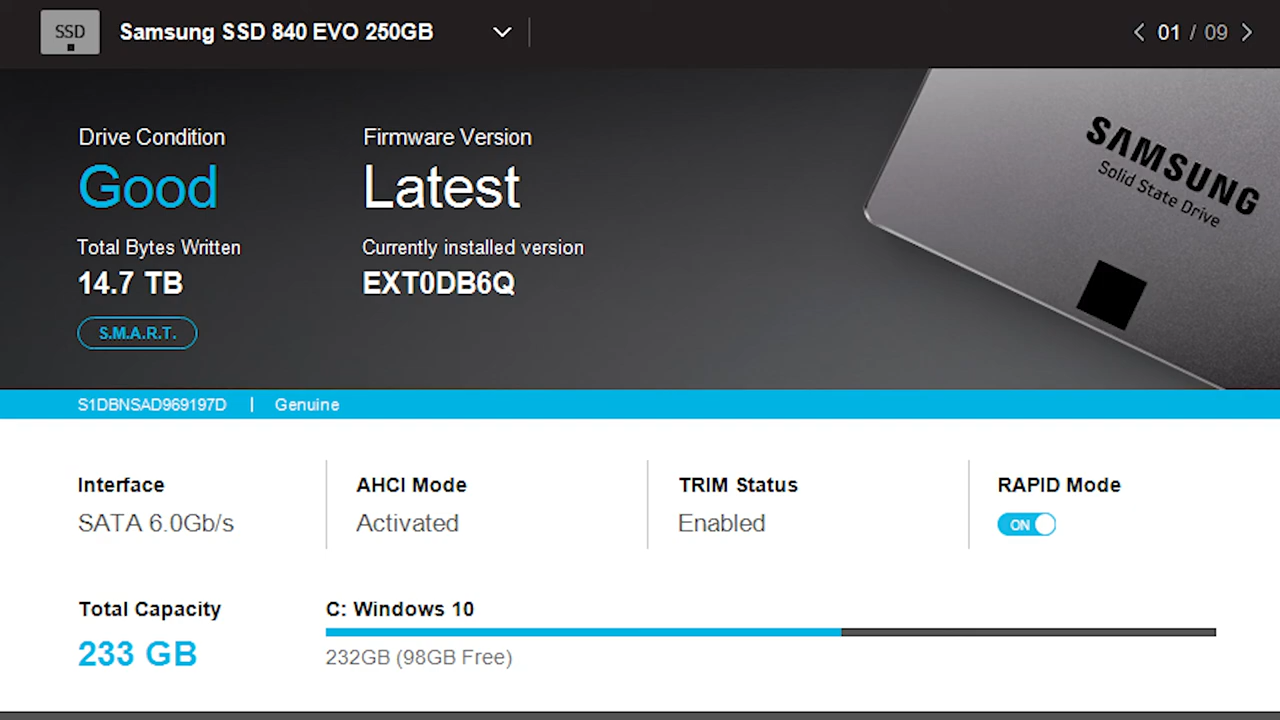 SSD
Samsung SSD 840 EVO 250GB
01 / 09
Drive Condition
Good
Firmware Version
Latest
Total Bytes Written
14.7 TB
Currently installed version
EXT0DB6Q
S.M.A.R.T.
SAMSUNG
Solid State Drive
S1DBNSAD969197D | Genuine
Interface
SATA 6.0Gb/s
AHCI Mode
Activated
TRIM Status
Enabled
RAPID Mode
ON
Total Capacity
233 GB
C: Windows 10
232GB (98GB Free)